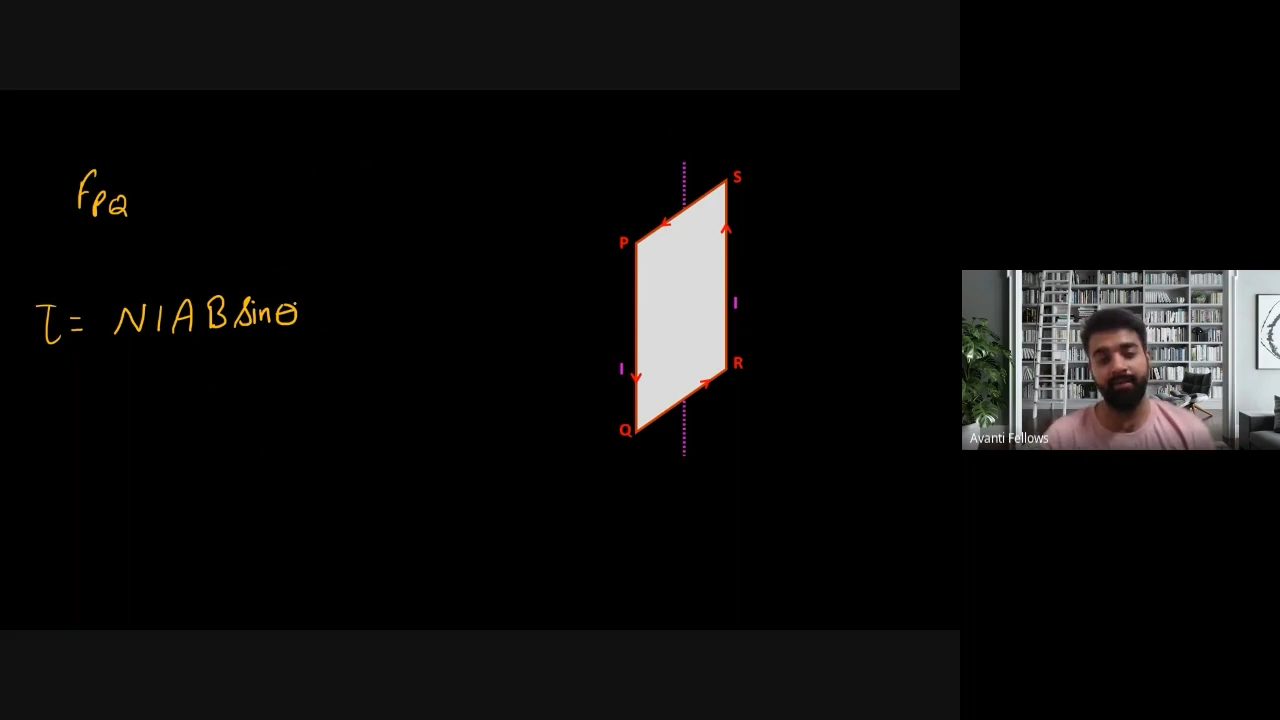 F_PQ
τ = NIAB sinθ
S
P
I
I
R
Q
Avanti Fellows